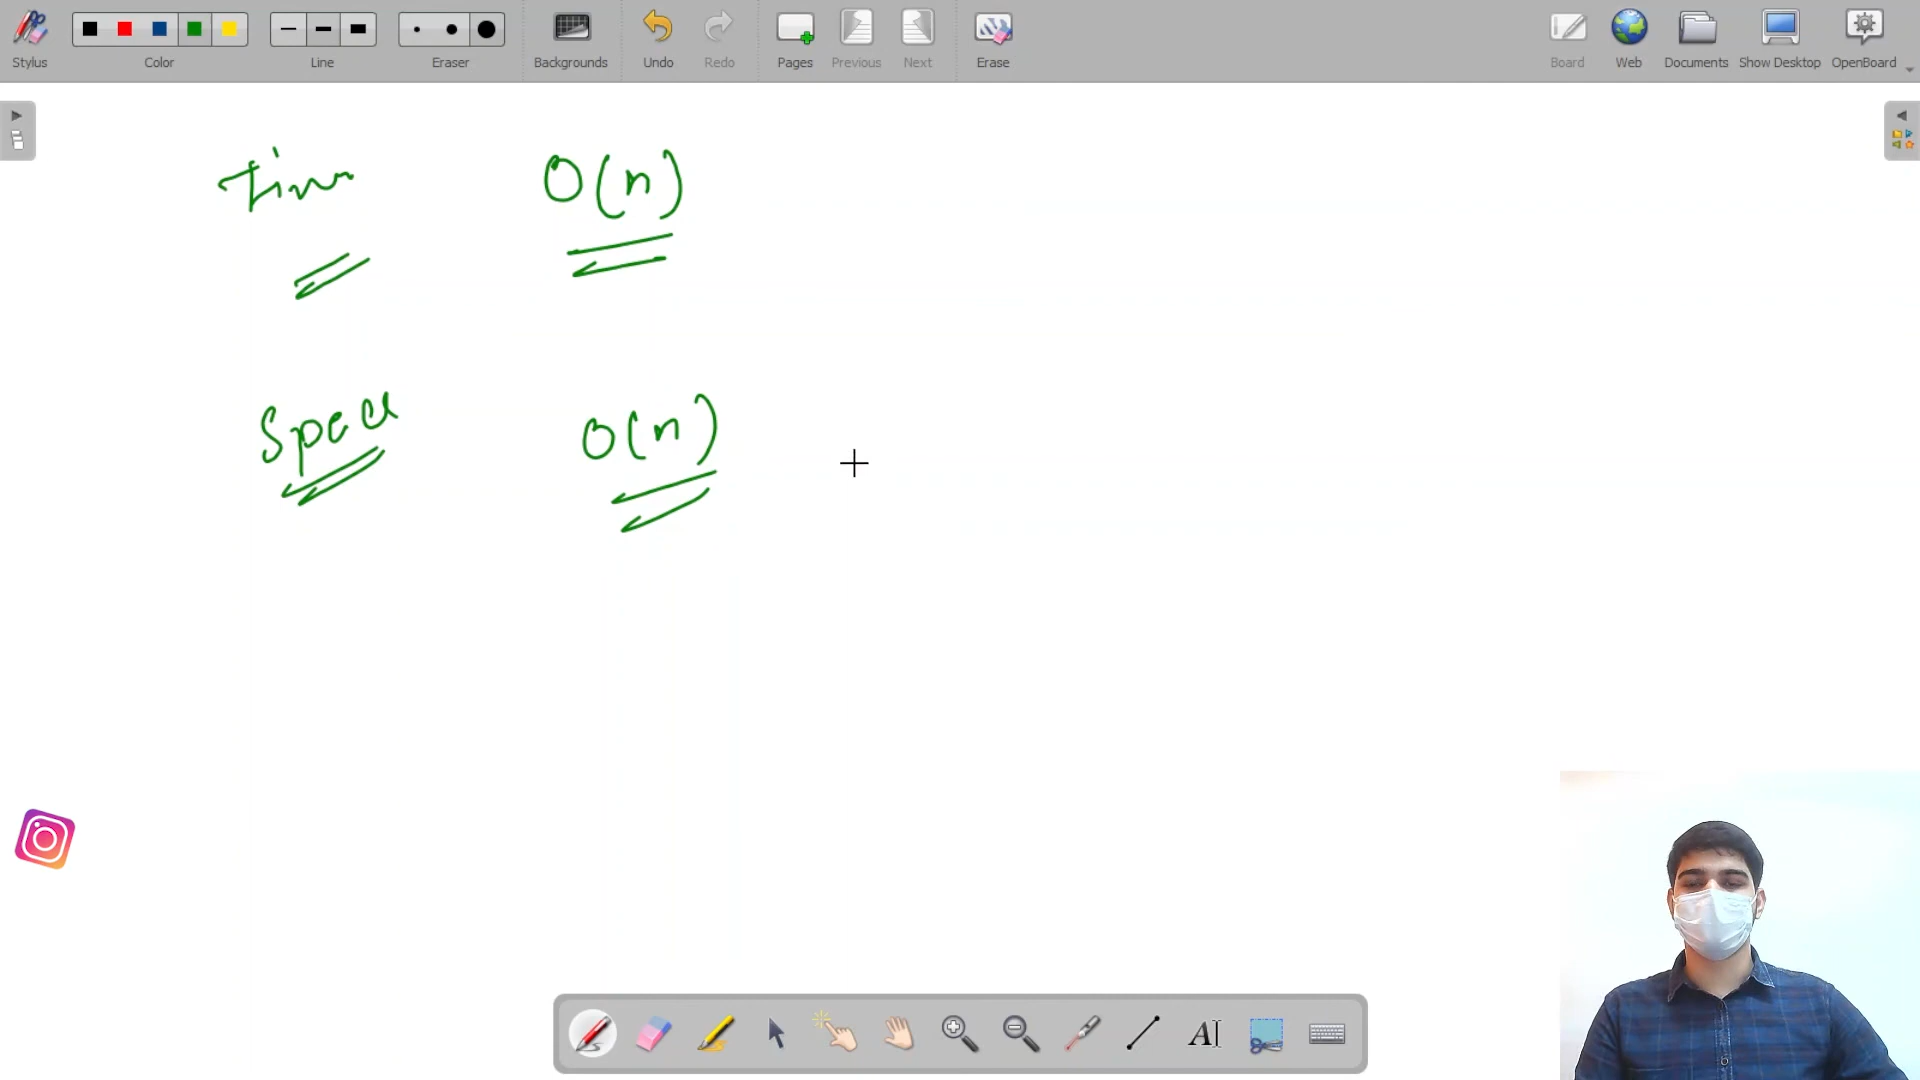 Stylus Color Line Eraser Backgrounds Undo Redo Pages Previous Next Erase Board Web Documents Show Desktop OpenBoard
Time O(n)
Space O(n)